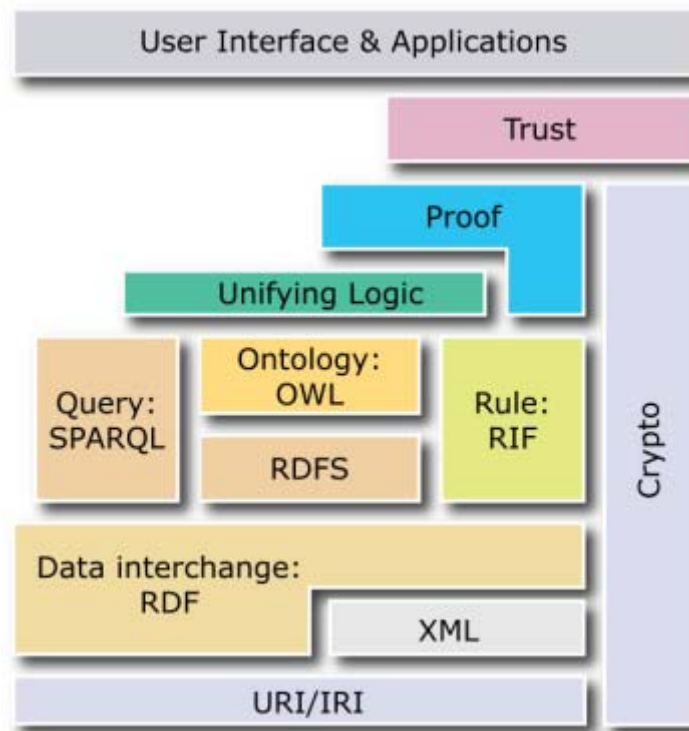 User Interface & Applications
Trust
Proof
Unifying Logic
Query:
SPARQL
Ontology:
OWL
RDFS
Rule:
RIF
Crypto
Data interchange:
RDF
XML
URI/IRI